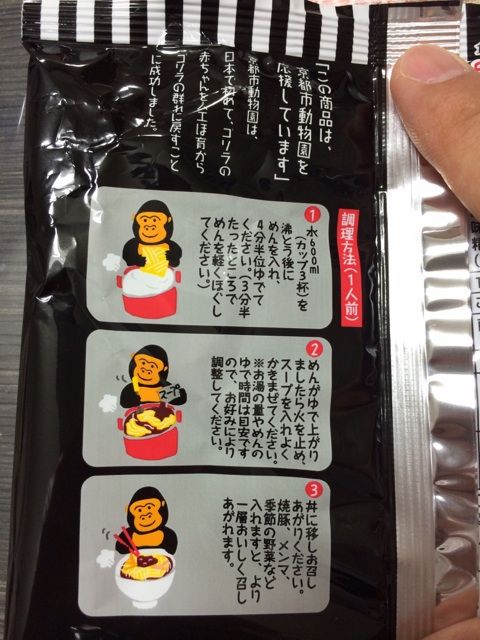 「この商品は、
京都市動物園を
応援しています」
京都市動物園は、
日本で初めて、ゴリラの
赤ちゃんを人工ほ育から
ゴリラの群れに戻すこと
に成功しました。
調理方法(1人前)
1 水600ml
(カップ3杯)を
沸とう後に
めんを入れ、
4分半位ゆでて
ください。(3分半
たったところで
めんを軽くほぐし
てください。)
2 めんがゆで上がり
ましたら火を止め、
スープを入れよく
かきまぜてください。
※お湯の量やめんの
ゆで時間は目安です
ので、お好みにより
調整してください。
スープ
3 丼に移しお召し
あがりください。
焼豚、メンマ、
季節の野菜など
入れますと、より
一層おいしく召し
あがれます。